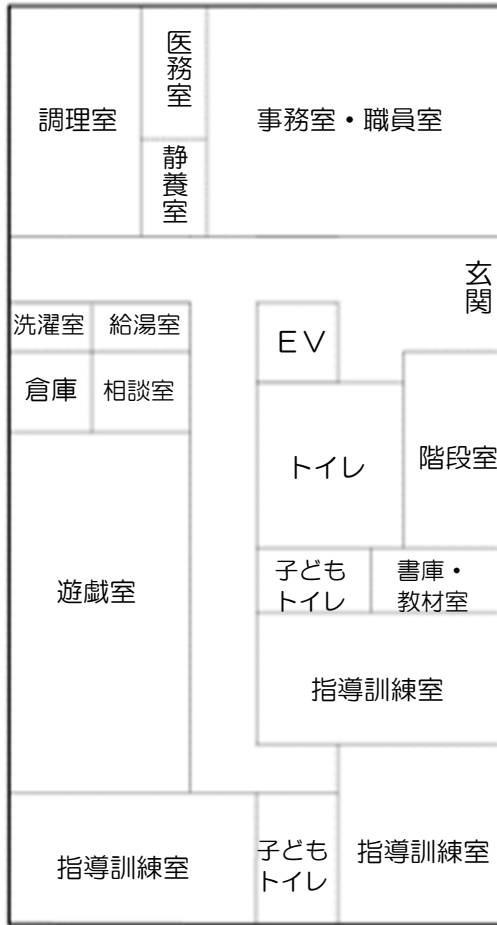 調理室
医務室
静養室
事務室・職員室
玄関
洗濯室
給湯室
EV
倉庫
相談室
トイレ
階段室
遊戯室
子ども
トイレ
書庫・
教材室
指導訓練室
指導訓練室
子ども
トイレ
指導訓練室